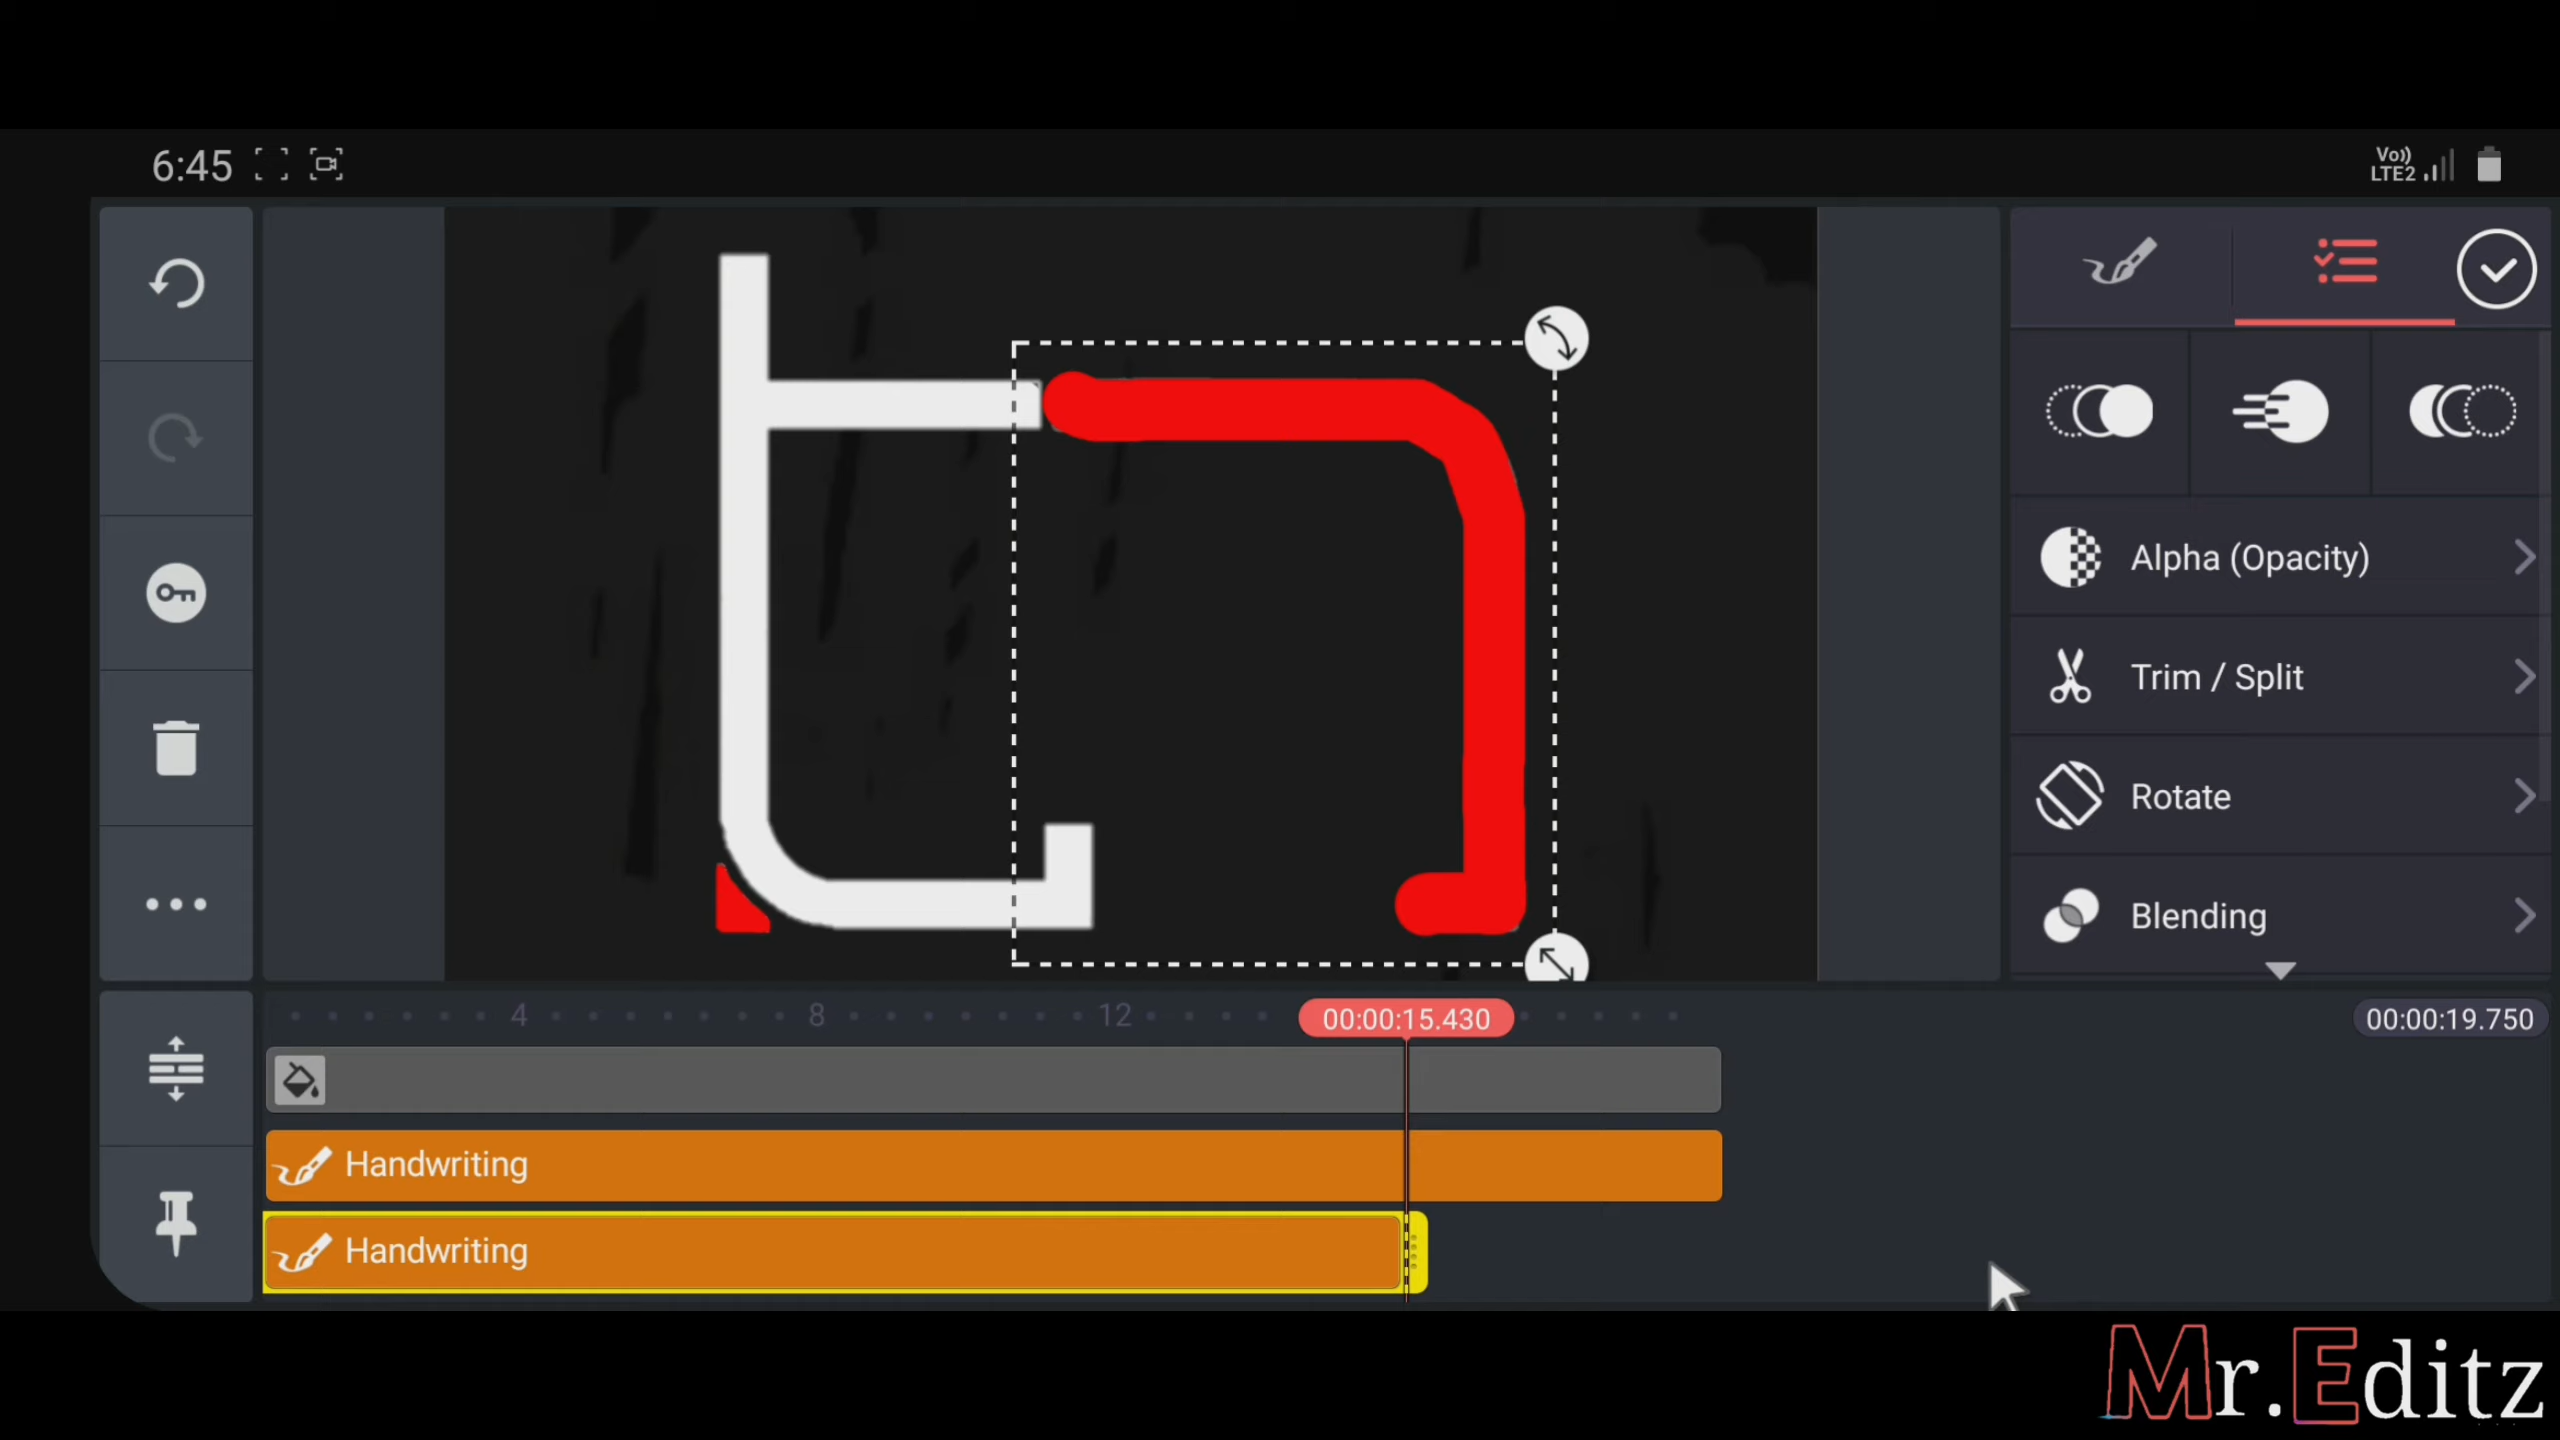 6:45
Vo))
LTE2
Alpha (Opacity)
Trim / Split
Rotate
Blending
4
8
12
00:00:15.430
00:00:19.750
Handwriting
Handwriting
Mr.Editz